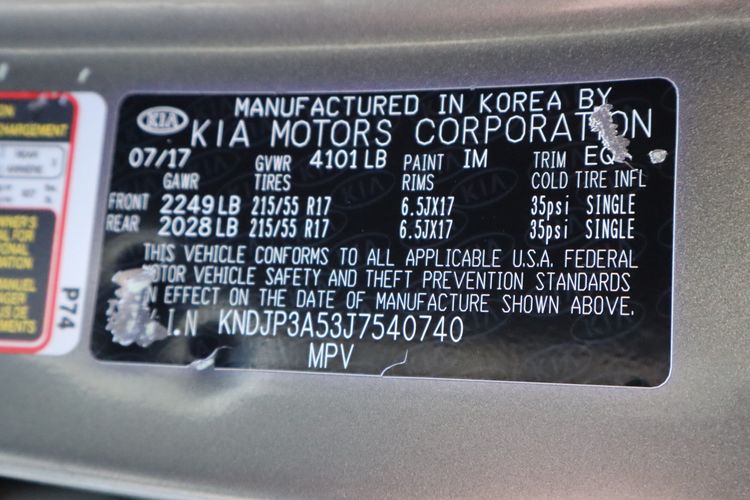 KIA
MANUFACTURED IN KOREA BY
KIA MOTORS CORPORATION
07/17 GVWR 4101 LB PAINT IM TRIM EQ
GAWR TIRES RIMS COLD TIRE INFL
FRONT 2249 LB 215/55 R17 6.5JX17 35psi SINGLE
REAR 2028 LB 215/55 R17 6.5JX17 35psi SINGLE
THIS VEHICLE CONFORMS TO ALL APPLICABLE U.S.A. FEDERAL
MOTOR VEHICLE SAFETY AND THEFT PREVENTION STANDARDS
IN EFFECT ON THE DATE OF MANUFACTURE SHOWN ABOVE.
V.I.N KNDJP3A53J7540740
MPV
P74